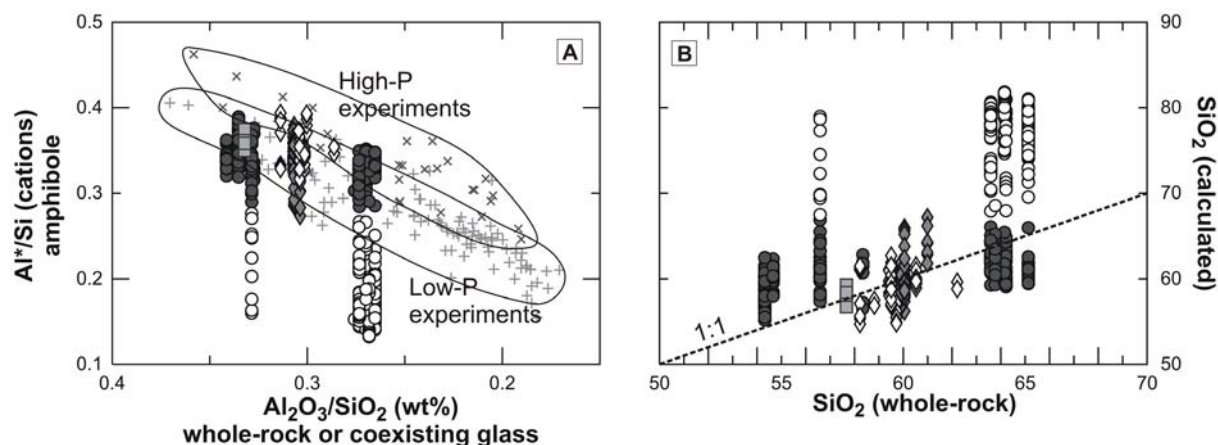 0.5
0.4
0.3
0.2
0.1
Al*/Si (cations)
amphibole
A
High-P
experiments
Low-P
experiments
0.4
0.3
0.2
Al₂O₃/SiO₂ (wt%)
whole-rock or coexisting glass
B
1:1
50
55
60
65
70
SiO₂ (whole-rock)
90
80
70
60
50
SiO₂ (calculated)